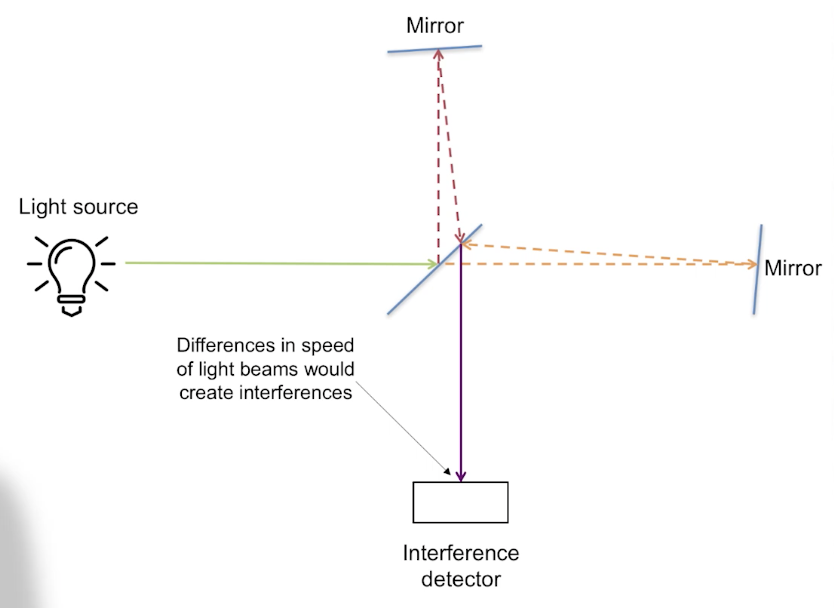 Mirror
Light source
Mirror
Differences in speed
of light beams would
create interferences
Interference
detector